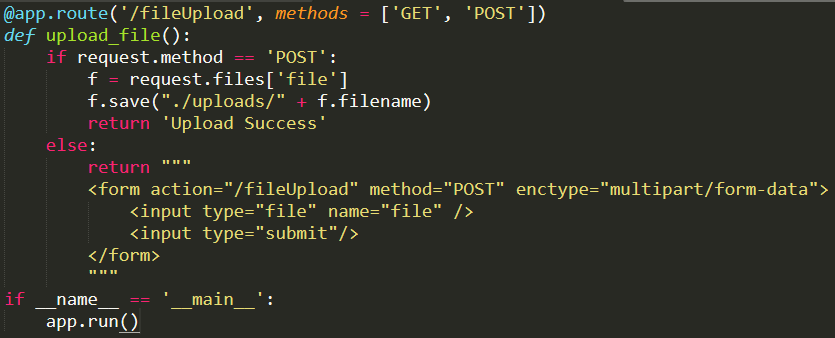 @app.route('/fileUpload', methods = ['GET', 'POST'])
def upload_file():
    if request.method == 'POST':
        f = request.files['file']
        f.save("./uploads/" + f.filename)
        return 'Upload Success'
    else:
        return """
        <form action="/fileUpload" method="POST" enctype="multipart/form-data">
            <input type="file" name="file" />
            <input type="submit"/>
        </form>
        """
if __name__ == '__main__':
    app.run()